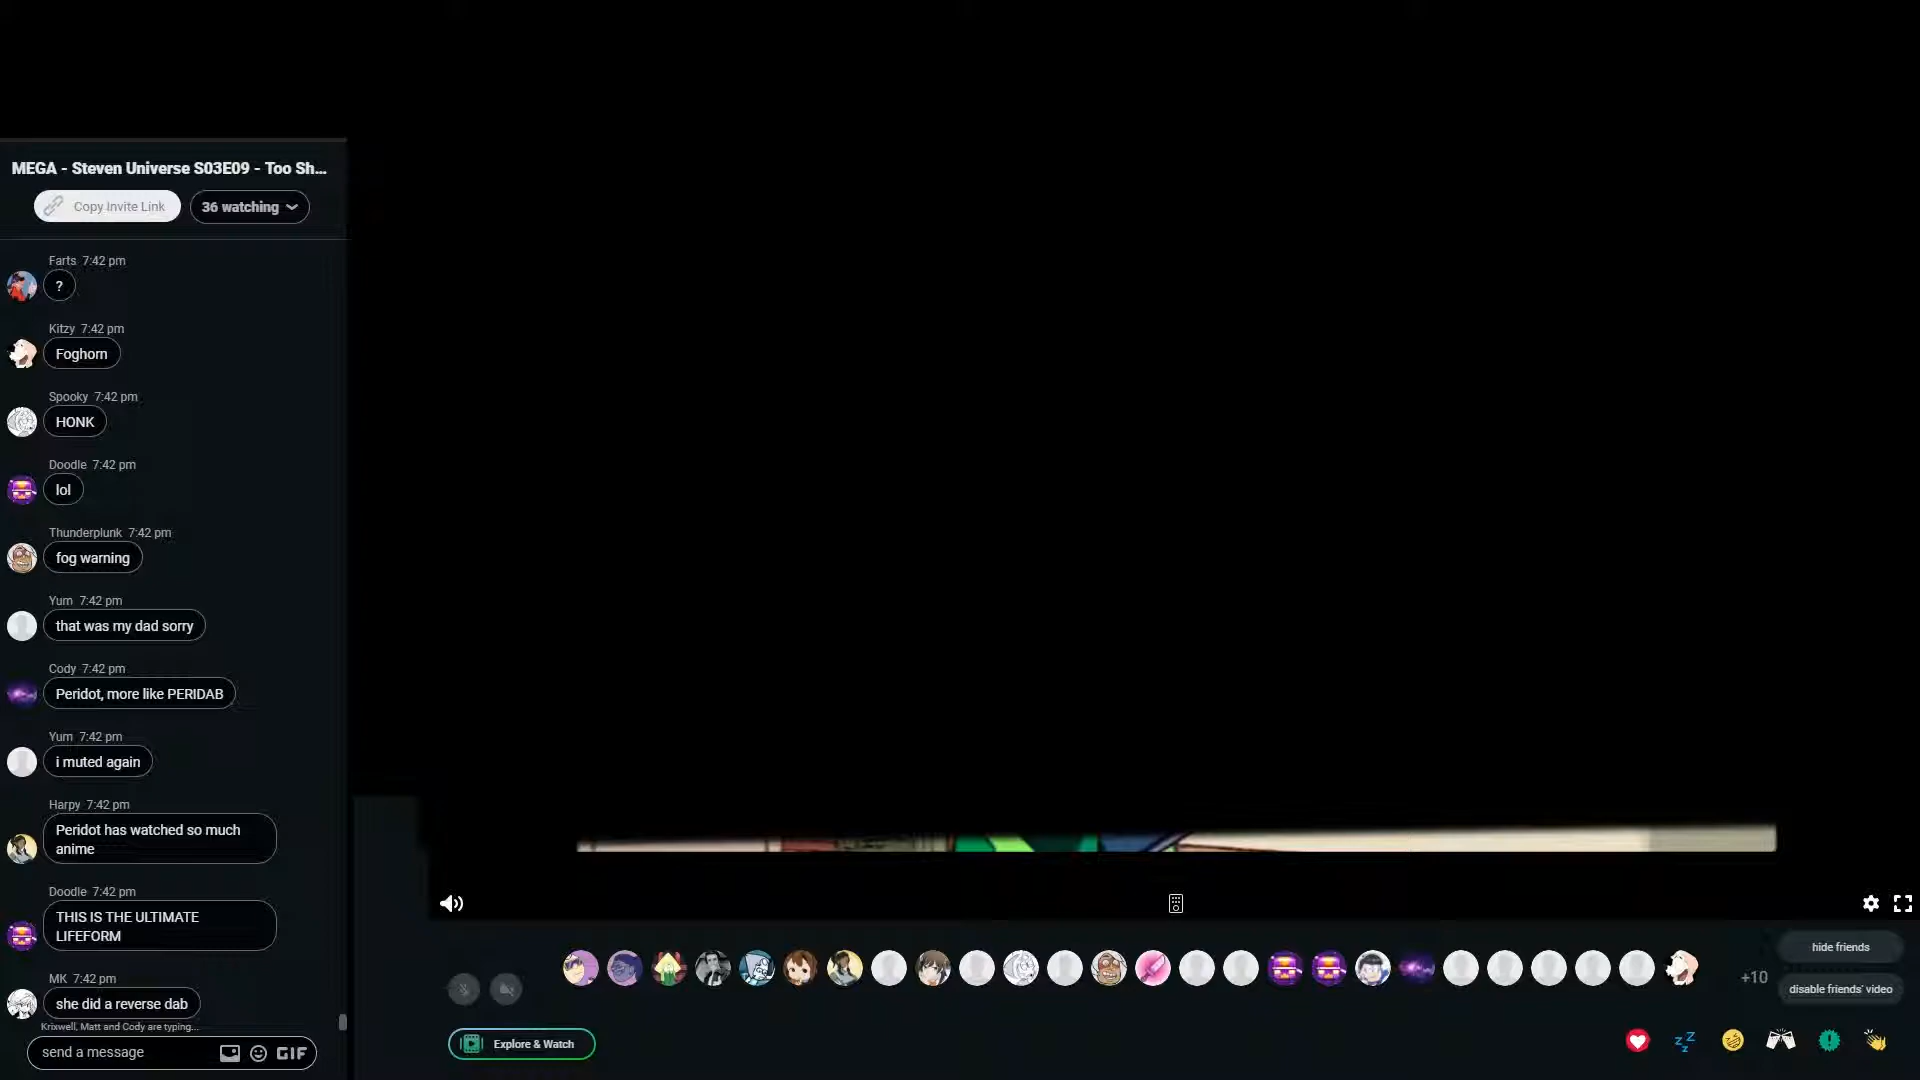 MEGA - Steven Universe S03E09 - Too Sh...
Copy Invite Link
36 watching
Farts 7:42 pm
?
Kitzy 7:42 pm
Foghorn
Spooky 7:42 pm
HONK
Doodle 7:42 pm
lol
Thunderplunk 7:42 pm
fog warning
Yum 7:42 pm
that was my dad sorry
Cody 7:42 pm
Peridot, more like PERIDAB
Yum 7:42 pm
i muted again
Harpy 7:42 pm
Peridot has watched so much
anime
Doodle 7:42 pm
THIS IS THE ULTIMATE
LIFEFORM
MK 7:42 pm
she did a reverse dab
Krixwell, Matt and Cody are typing...
send a message
GIF
+10
hide friends
disable friends' video
Explore & Watch
z z z